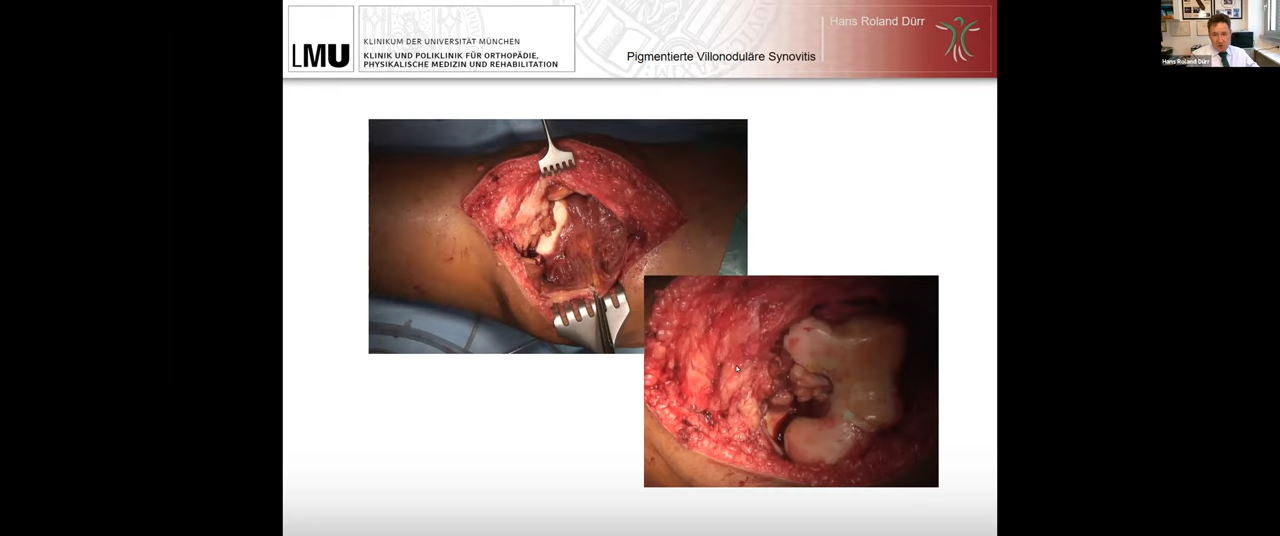 LMU
KLINIKUM DER UNIVERSITÄT MÜNCHEN
KLINIK UND POLIKLINIK FÜR ORTHOPÄDIE,
PHYSIKALISCHE MEDIZIN UND REHABILITATION
Pigmentierte Villonoduläre Synovitis
Hans Roland Dürr
Hans Roland Dürr